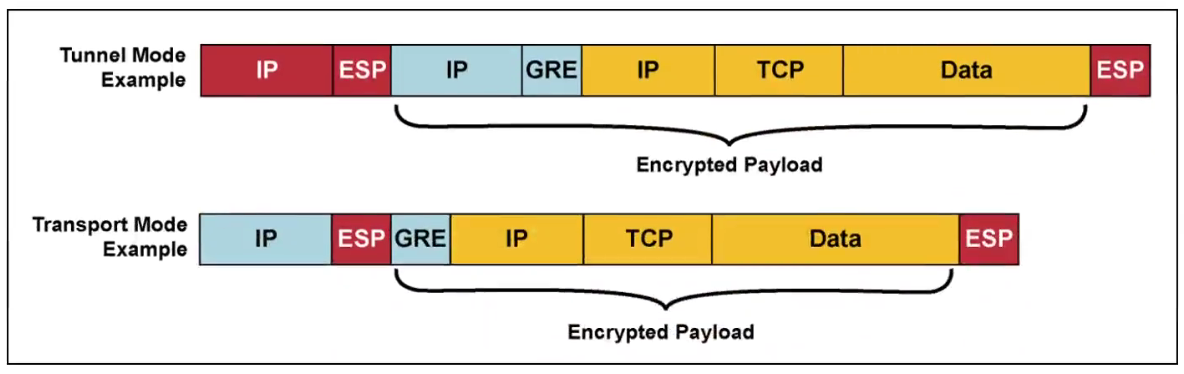 Tunnel Mode
Example
IP ESP IP GRE IP TCP Data ESP
Encrypted Payload
Transport Mode
Example
IP ESP GRE IP TCP Data ESP
Encrypted Payload